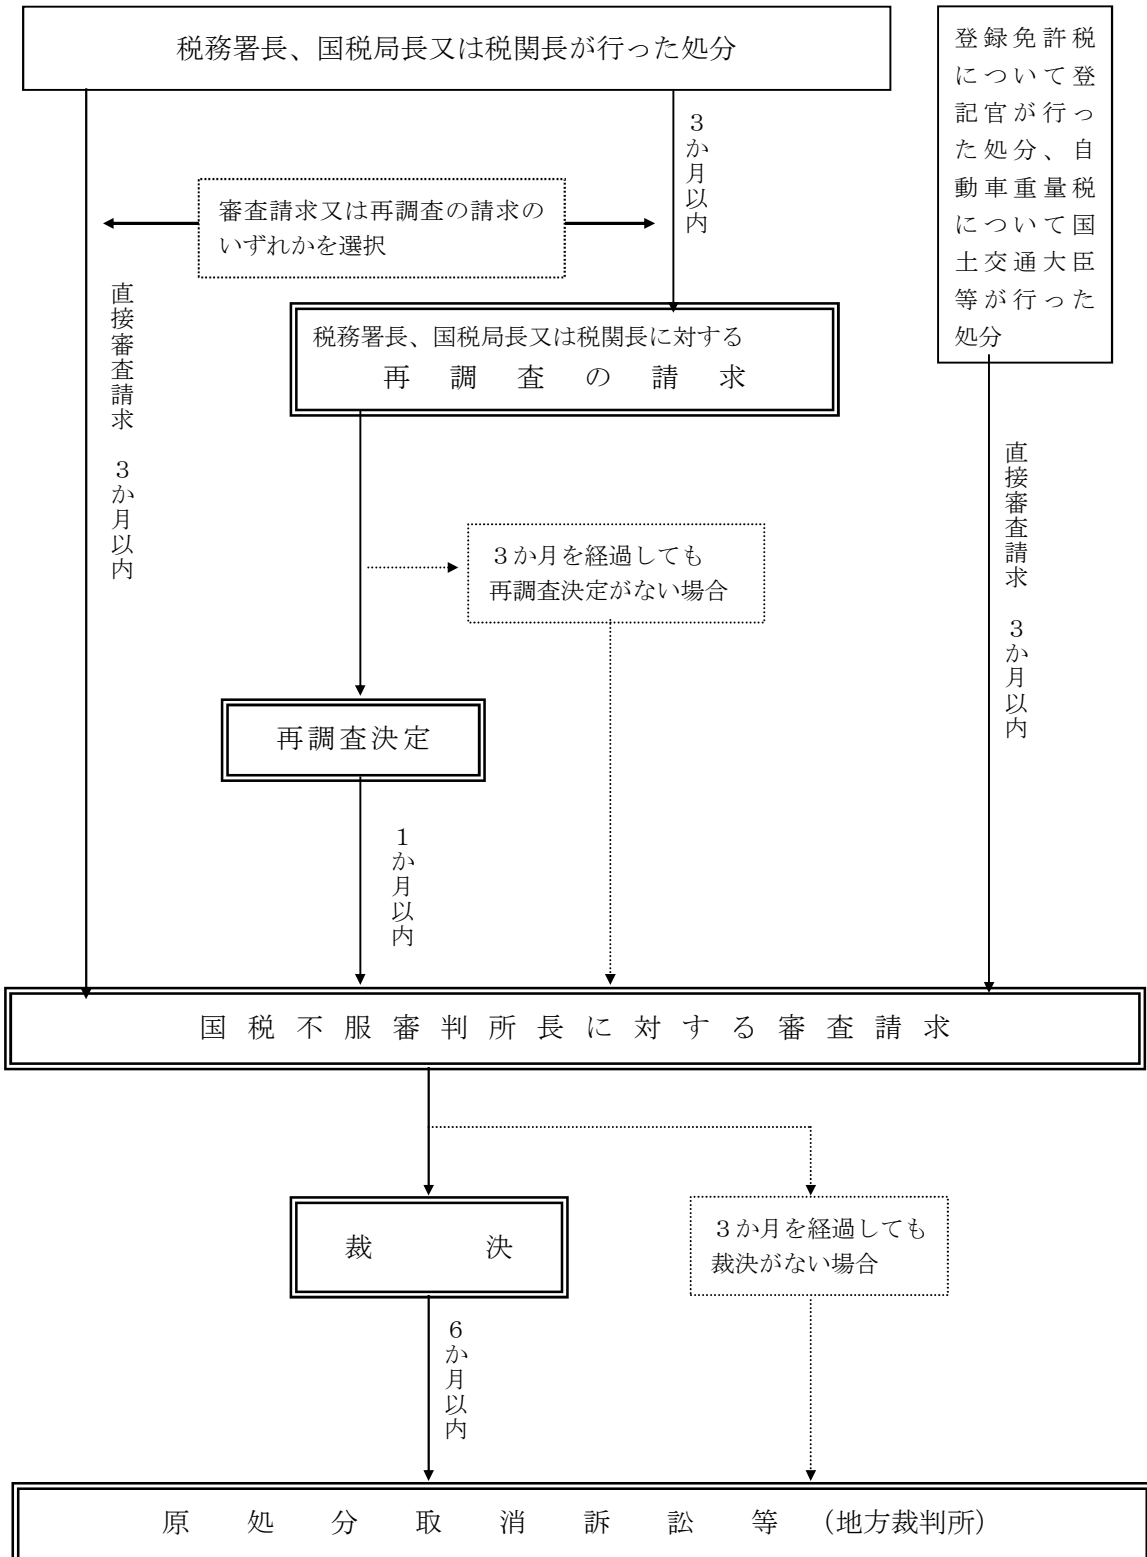 税務署長、国税局長又は税関長が行った処分
登録免許税
について登
記官が行っ
た処分、自
動車重量税
について国
土交通大臣
等が行った
処分
3か月以内
審査請求又は再調査の請求の
いずれかを選択
直接審査請求 3か月以内
税務署長、国税局長又は税関長に対する
再調査の請求
直接審査請求 3か月以内
3か月を経過しても
再調査決定がない場合
再調査決定
1か月以内
国税不服審判所長に対する審査請求
裁決
3か月を経過しても
裁決がない場合
6か月以内
原処分取消訴訟等(地方裁判所)